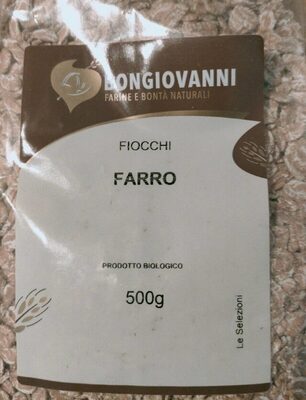 BONGIOVANNI
FARINE E BONTÀ NATURALI
FIOCCHI
FARRO
PRODOTTO BIOLOGICO
500g
Le Selezioni